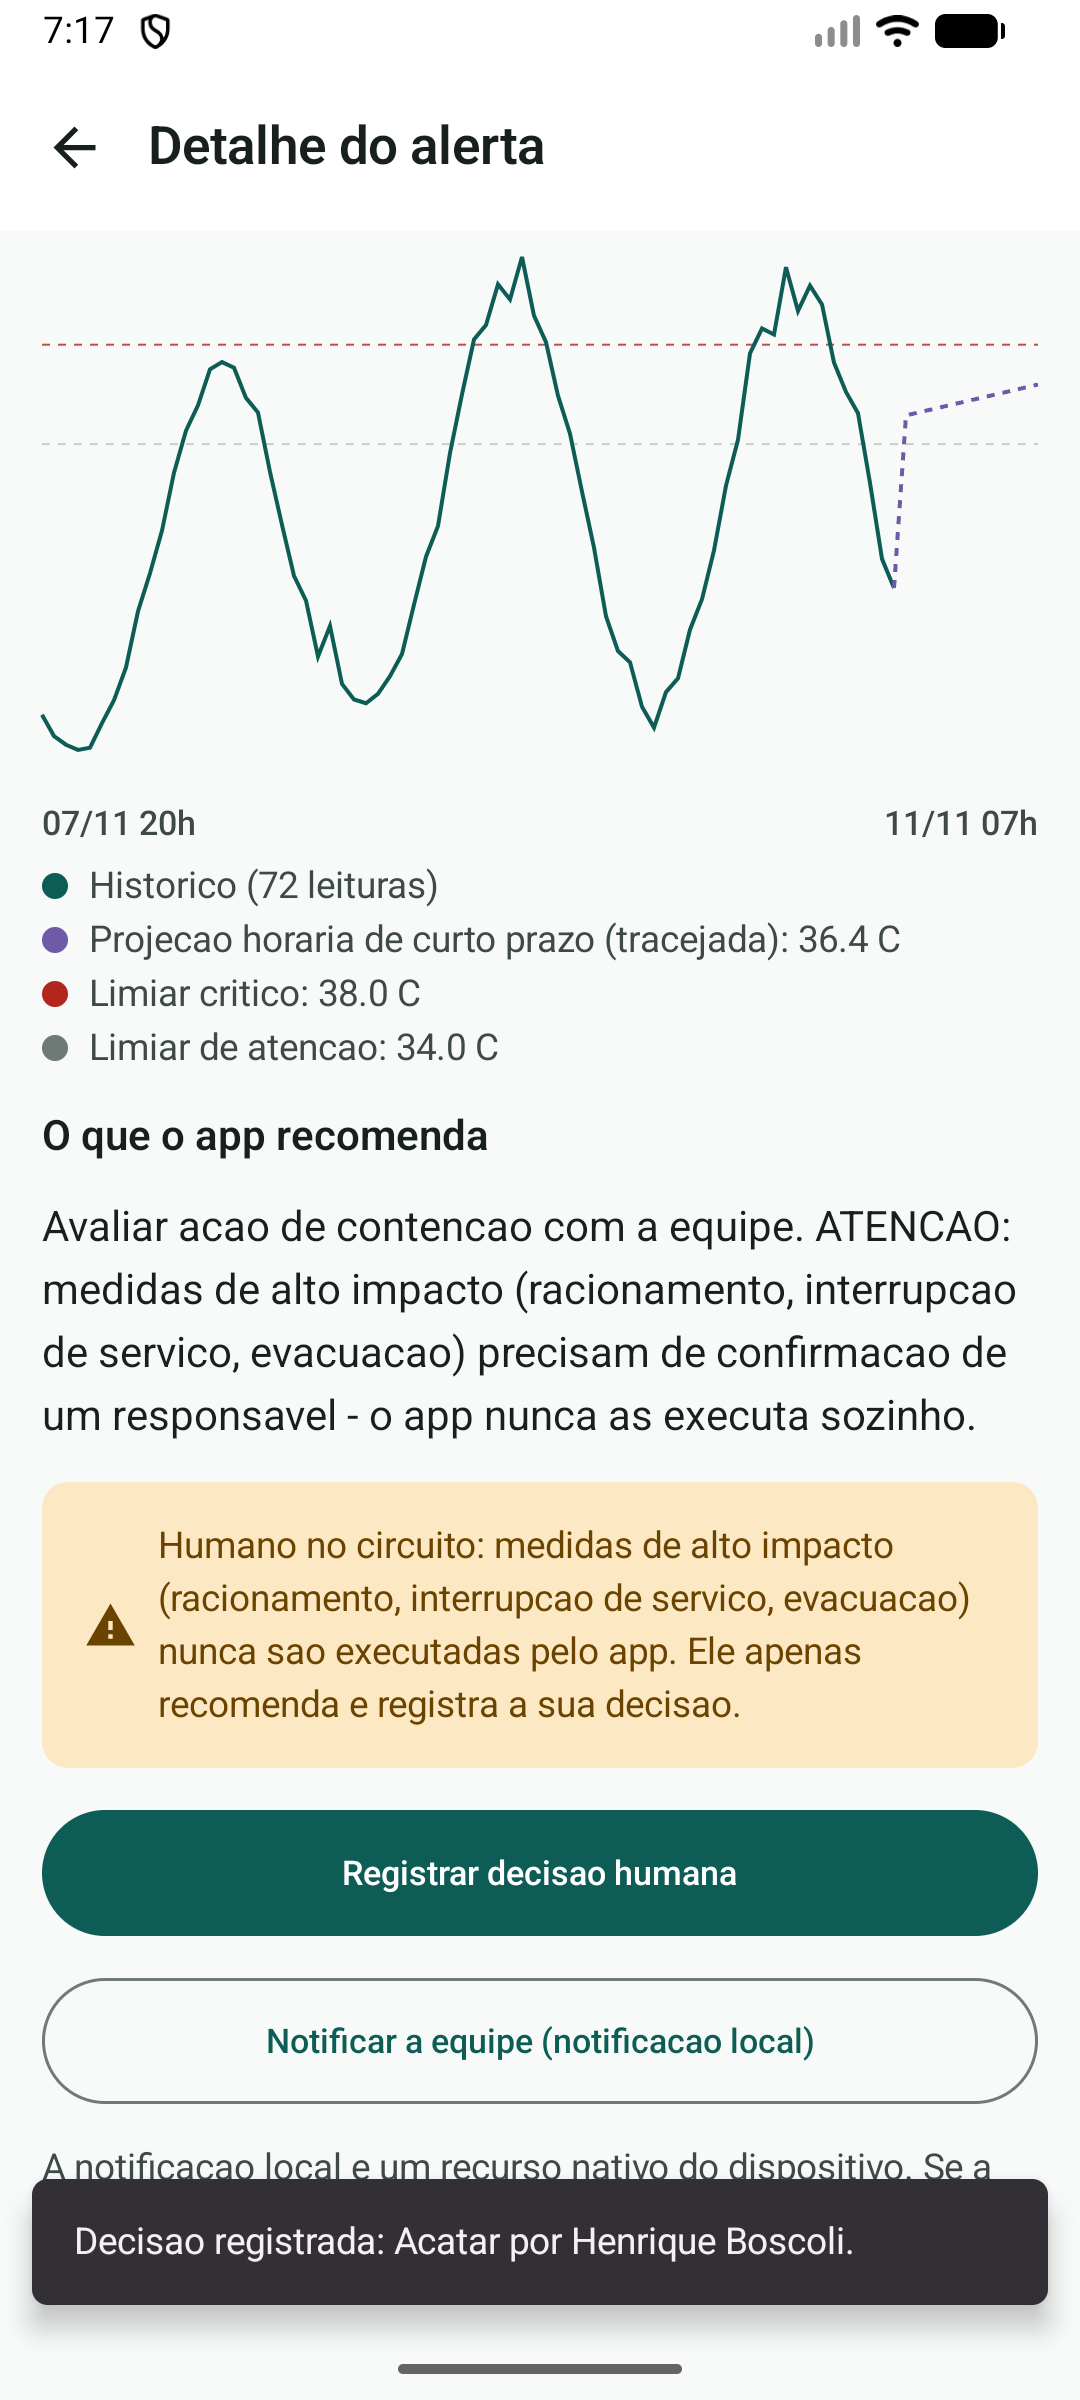 7:17
Detalhe do alerta
07/11 20h
11/11 07h
Historico (72 leituras)
Projecao horaria de curto prazo (tracejada): 36.4 C
Limiar critico: 38.0 C
Limiar de atencao: 34.0 C
O que o app recomenda
Avaliar acao de contencao com a equipe. ATENCAO:
medidas de alto impacto (racionamento, interrupcao
de servico, evacuacao) precisam de confirmacao de
um responsavel - o app nunca as executa sozinho.
Humano no circuito: medidas de alto impacto
(racionamento, interrupcao de servico, evacuacao)
nunca sao executadas pelo app. Ele apenas
recomenda e registra a sua decisao.
Registrar decisao humana
Notificar a equipe (notificacao local)
A notificacao local e um recurso nativo do dispositivo. Se a
Decisao registrada: Acatar por Henrique Boscoli.